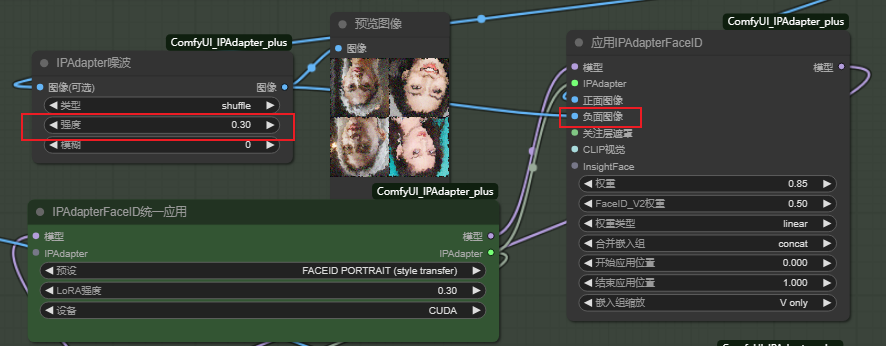 ComfyUI_IPAdapter_plus
IPAdapter噪波
图像(可选)
图像
类型
shuffle
强度
0.30
模糊
0
预览图像
图像
ComfyUI_IPAdapter_plus
应用IPAdapterFaceID
模型
模型
IPAdapter
正面图像
负面图像
关注层遮罩
CLIP视觉
InsightFace
权重
0.85
FaceID_V2权重
0.50
权重类型
linear
合并嵌入组
concat
开始应用位置
0.000
结束应用位置
1.000
嵌入组缩放
V only
ComfyUI_IPAdapter_plus
IPAdapterFaceID统一应用
模型
模型
IPAdapter
IPAdapter
预设
FACEID PORTRAIT (style transfer)
LoRA强度
0.30
设备
CUDA
ComfyUI_IPAdapter_plus